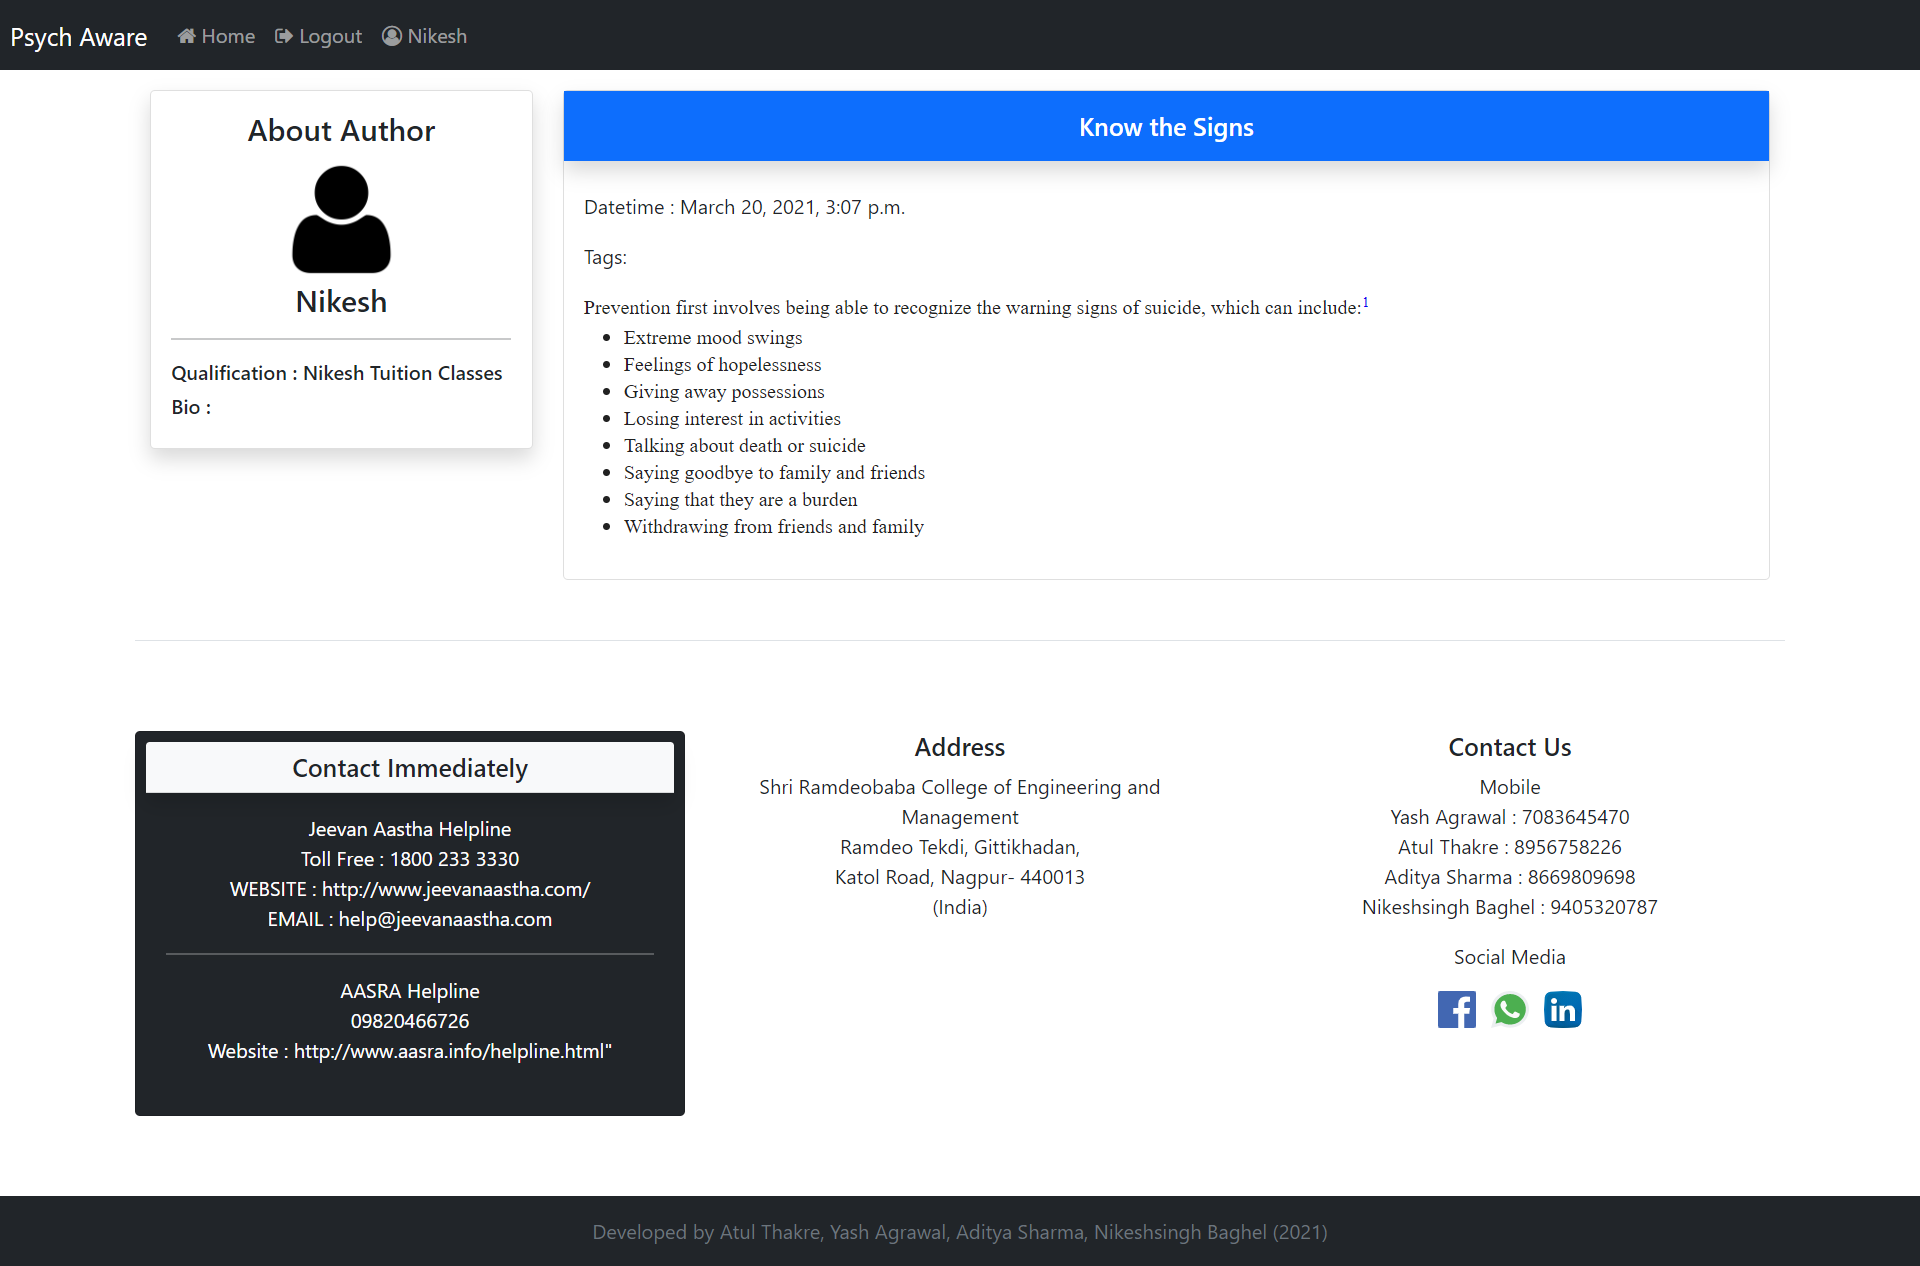 Psych Aware Home Logout Nikesh
About Author
Nikesh
Qualification : Nikesh Tuition Classes
Bio :
Know the Signs
Datetime : March 20, 2021, 3:07 p.m.
Tags:
Prevention first involves being able to recognize the warning signs of suicide, which can include:1
• Extreme mood swings
• Feelings of hopelessness
• Giving away possessions
• Losing interest in activities
• Talking about death or suicide
• Saying goodbye to family and friends
• Saying that they are a burden
• Withdrawing from friends and family
Contact Immediately
Jeevan Aastha Helpline
Toll Free : 1800 233 3330
WEBSITE : http://www.jeevanaastha.com/
EMAIL : help@jeevanaastha.com
AASRA Helpline
09820466726
Website : http://www.aasra.info/helpline.html"
Address
Shri Ramdeobaba College of Engineering and
Management
Ramdeo Tekdi, Gittikhadan,
Katol Road, Nagpur- 440013
(India)
Contact Us
Mobile
Yash Agrawal : 7083645470
Atul Thakre : 8956758226
Aditya Sharma : 8669809698
Nikeshsingh Baghel : 9405320787
Social Media
Developed by Atul Thakre, Yash Agrawal, Aditya Sharma, Nikeshsingh Baghel (2021)